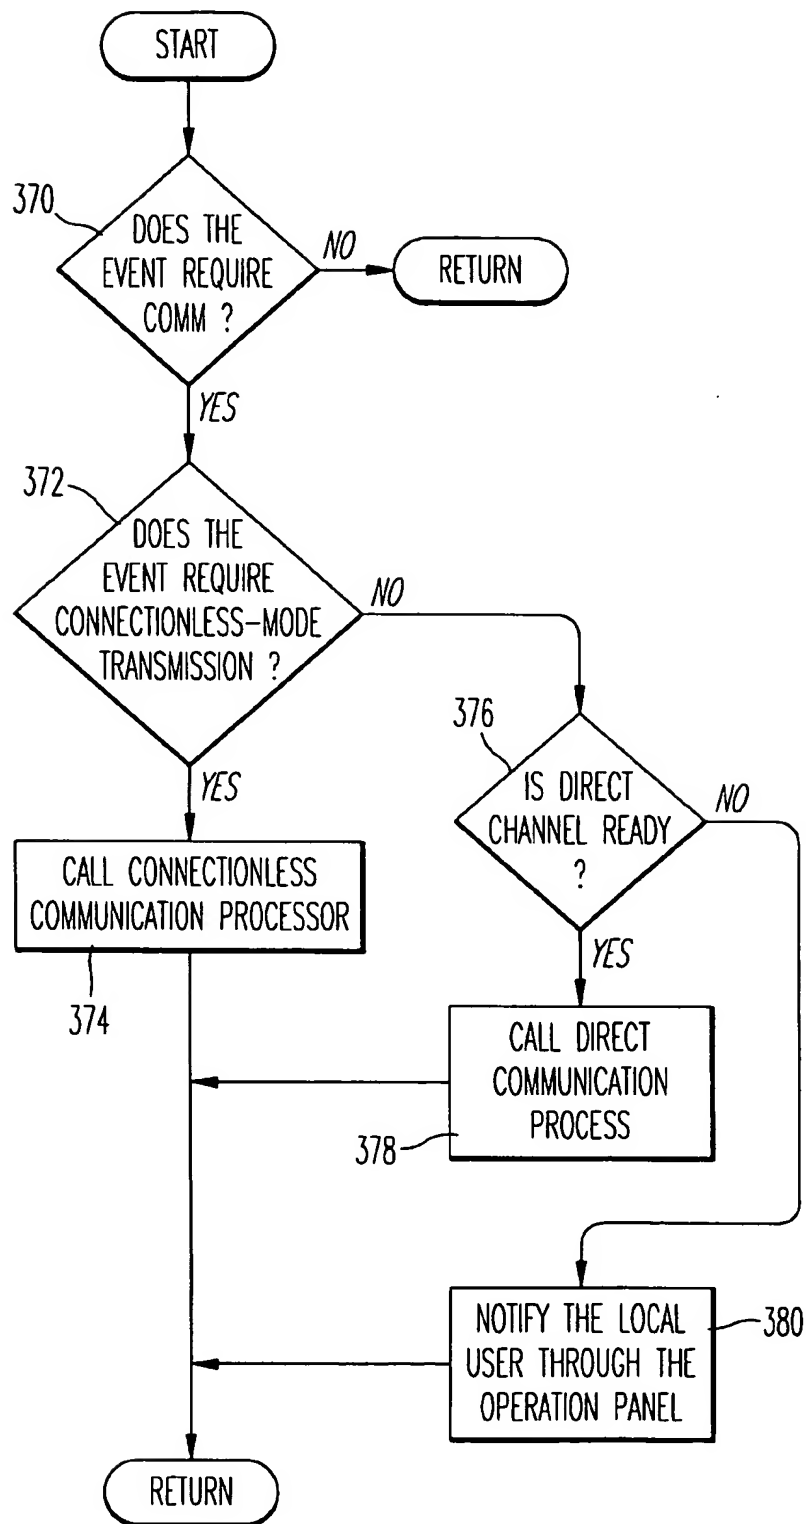 START
370
DOES THE
EVENT REQUIRE
COMM ?
NO
RETURN
YES
372
DOES THE
EVENT REQUIRE
CONNECTIONLESS-MODE
TRANSMISSION ?
NO
YES
376
IS DIRECT
CHANNEL READY
?
NO
YES
CALL CONNECTIONLESS
COMMUNICATION PROCESSOR
374
CALL DIRECT
COMMUNICATION
PROCESS
378
NOTIFY THE LOCAL
USER THROUGH THE
OPERATION PANEL
380
RETURN